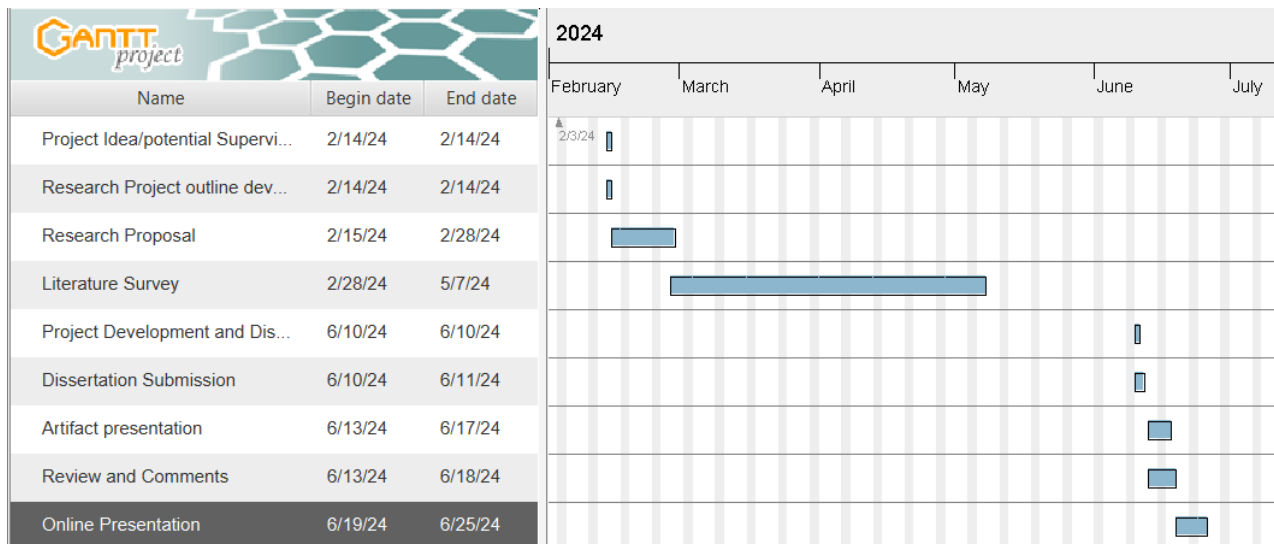 GANTT project
2024
February March April May June July
Name Begin date End date
2/3/24
Project Idea/potential Supervi... 2/14/24 2/14/24
Research Project outline dev... 2/14/24 2/14/24
Research Proposal 2/15/24 2/28/24
Literature Survey 2/28/24 5/7/24
Project Development and Dis... 6/10/24 6/10/24
Dissertation Submission 6/10/24 6/11/24
Artifact presentation 6/13/24 6/17/24
Review and Comments 6/13/24 6/18/24
Online Presentation 6/19/24 6/25/24